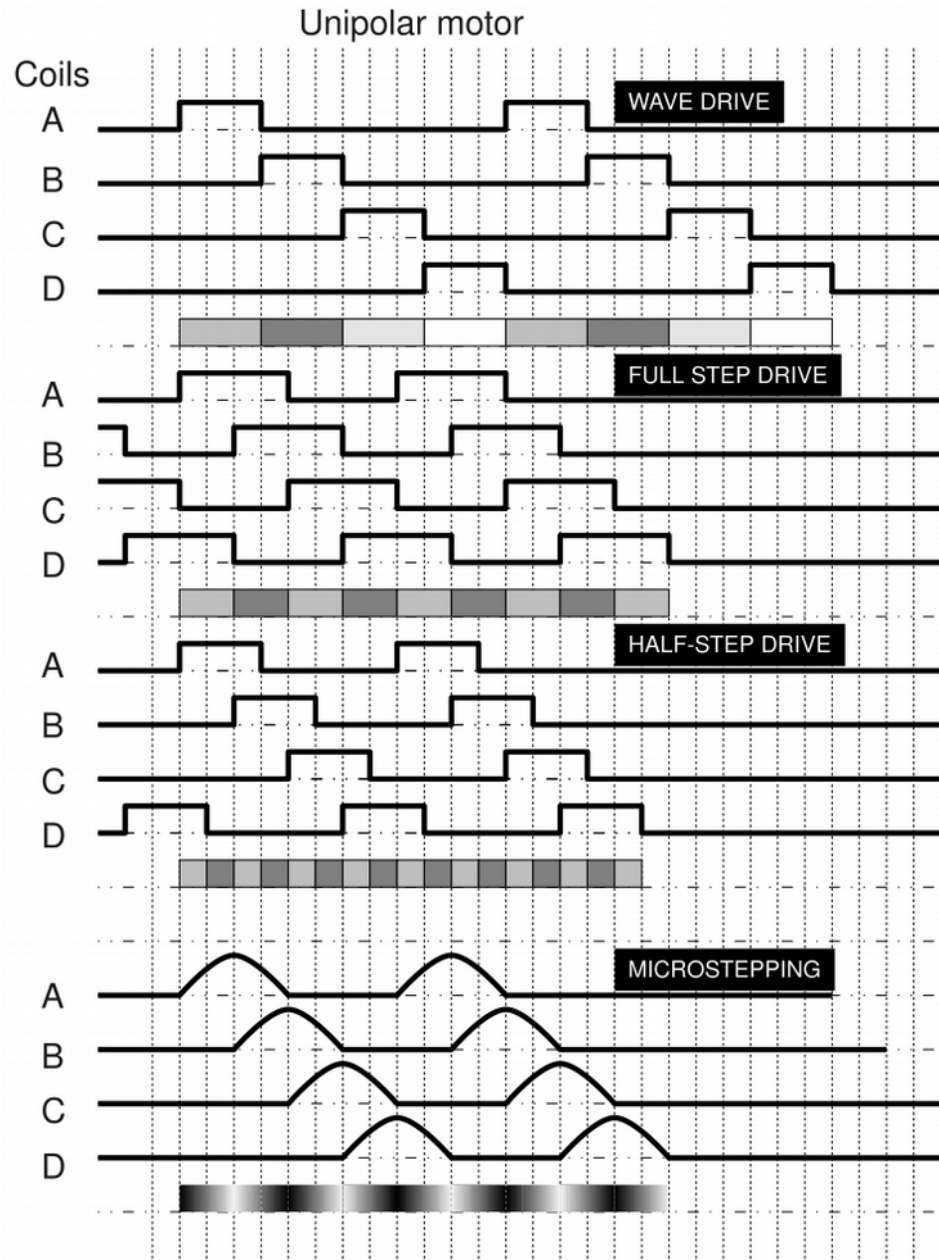 Unipolar motor
Coils
A
WAVE DRIVE
B
C
D
FULL STEP DRIVE
A
B
C
D
HALF-STEP DRIVE
A
B
C
D
MICROSTEPPING
A
B
C
D